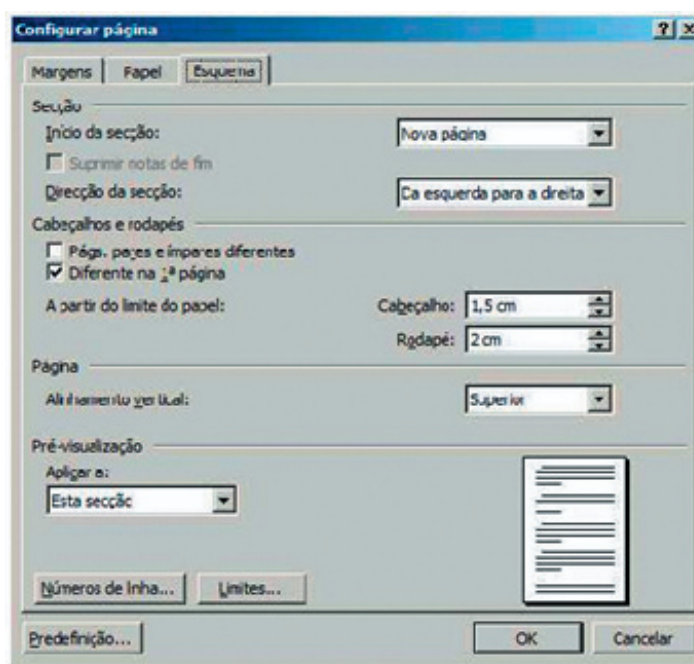 Configurar página
Margens Papel Esquema
Secção
Início da secção: Nova página
Suprimir notas de fim
Direcção da secção: Da esquerda para a direita
Cabeçalhos e rodapés
Págs. pares e ímpares diferentes
Diferente na 1ª página
A partir do limite do papel: Cabeçalho: 1,5 cm
Rodapé: 2 cm
Página
Alinhamento vertical: Superior
Pré-visualização
Aplicar a:
Esta secção
Números de linha... Limites...
Predefinição... OK Cancelar